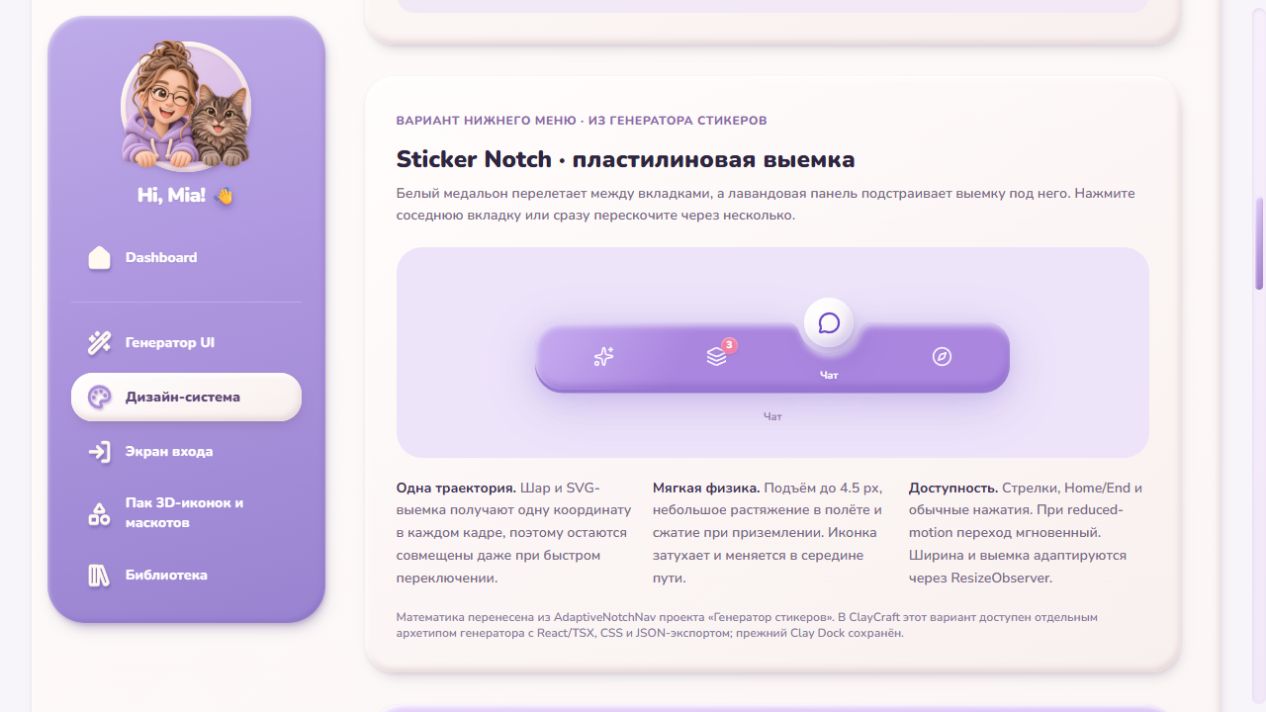 Hi, Mia! 👋
Dashboard
Генератор UI
Дизайн-система
Экран входа
Пак 3D-иконок и
маскотов
Библиотека
ВАРИАНТ НИЖНЕГО МЕНЮ · ИЗ ГЕНЕРАТОРА СТИКЕРОВ
Sticker Notch · пластилиновая выемка
Белый медальон перелетает между вкладками, а лавандовая панель подстраивает выемку под него. Нажмите
соседнюю вкладку или сразу перескочите через несколько.
3
Чат
Чат
Одна траектория. Шар и SVG-
выемка получают одну координату
в каждом кадре, поэтому остаются
совмещены даже при быстром
переключении.
Мягкая физика. Подъём до 4.5 px,
небольшое растяжение в полёте и
сжатие при приземлении. Иконка
затухает и меняется в середине
пути.
Доступность. Стрелки, Home/End и
обычные нажатия. При reduced-
motion переход мгновенный.
Ширина и выемка адаптируются
через ResizeObserver.
Математика перенесена из AdaptiveNotchNav проекта «Генератор стикеров». В ClayCraft этот вариант доступен отдельным
архетипом генератора с React/TSX, CSS и JSON-экспортом; прежний Clay Dock сохранён.